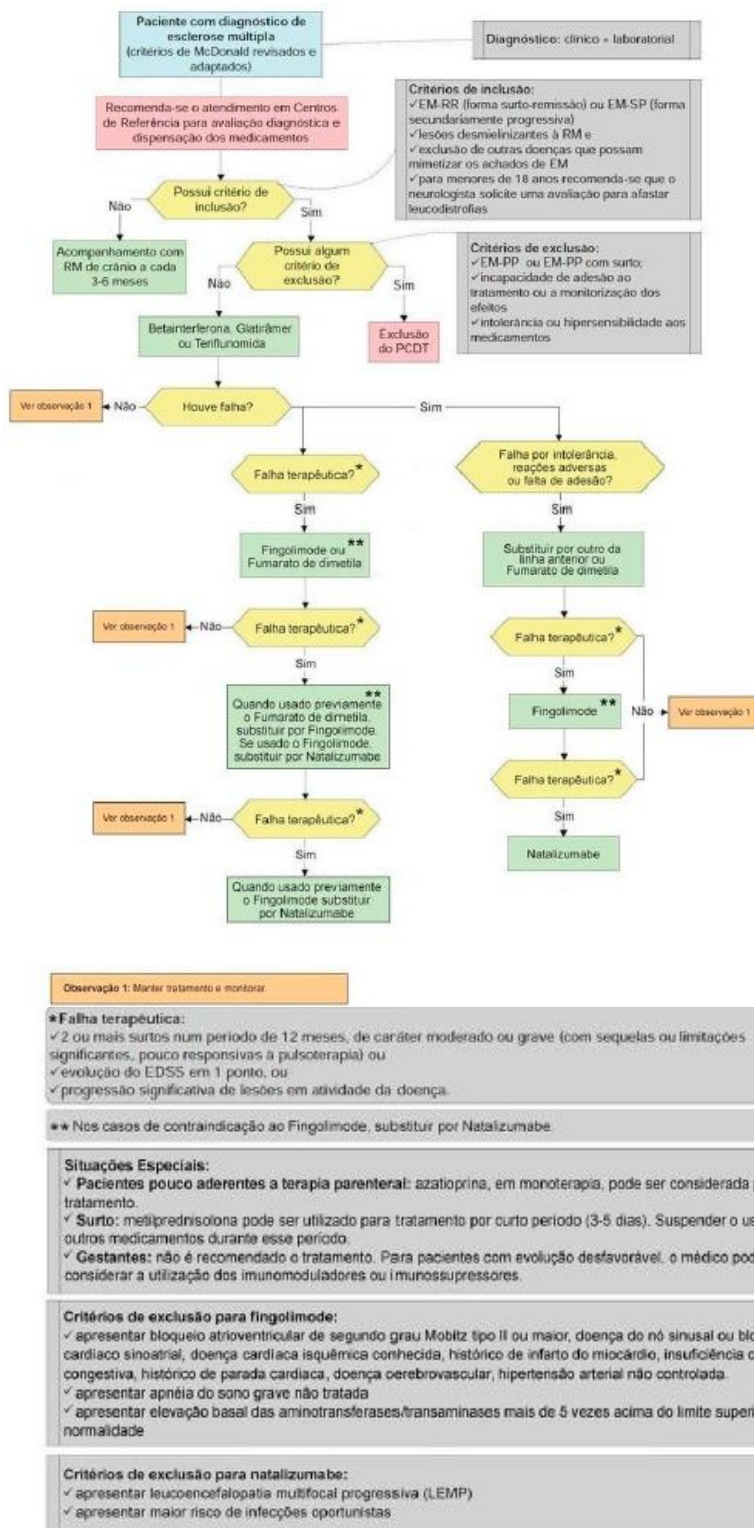 Paciente com diagnóstico de
esclerose múltipla
(critérios de McDonald revisados e
adaptados)
Diagnóstico: clínico + laboratorial
Recomenda-se o atendimento em Centros
de Referência para avaliação diagnóstica e
dispensação dos medicamentos
Critérios de inclusão:
✓EM-RR (forma surto-remissão) ou EM-SP (forma
secundariamente progressiva)
✓lesões desmielinizantes à RM e
✓exclusão de outras doenças que possam
mimetizar os achados de EM
✓para menores de 18 anos recomenda-se que o
neurologista solicite uma avaliação para afastar
leucodistrofias
Possui critério de
inclusão?
Não
Sim
Acompanhamento com
RM de crânio a cada
3-6 meses
Possui algum
critério de
exclusão?
Critérios de exclusão:
✓EM-PP ou EM-PP com surto;
✓incapacidade de adesão ao
tratamento ou a monitorização dos
efeitos
✓intolerância ou hipersensibilidade aos
medicamentos
Não
Sim
Betainterferona, Glatirâmer
ou Teriflunomida
Exclusão
do PCDT
Ver observação 1
Não
Houve falha?
Sim
Falha terapêutica?*
Falha por intolerância,
reações adversas
ou falta de adesão?
Sim
Sim
Fingolimode ou **
Fumarato de dimetila
Substituir por outro da
linha anterior ou
Fumarato de dimetila
Ver observação 1
Não
Falha terapêutica?*
Falha terapêutica?*
Sim
Sim
**
Quando usado previamente
o Fumarato de dimetila,
substituir por Fingolimode.
Se usado o Fingolimode,
substituir por Natalizumabe
Fingolimode **
Não
Ver observação 1
Falha terapêutica?*
Ver observação 1
Não
Falha terapêutica?*
Sim
Sim
Natalizumabe
Quando usado previamente
o Fingolimode substituir
por Natalizumabe
Observação 1: Manter tratamento e monitorar
*Falha terapêutica:
✓2 ou mais surtos num período de 12 meses, de caráter moderado ou grave (com sequelas ou limitações
significantes, pouco responsivas à pulsoterapia) ou
✓evolução do EDSS em 1 ponto, ou
✓progressão significativa de lesões em atividade da doença.
** Nos casos de contraindicação ao Fingolimode, substituir por Natalizumabe.
Situações Especiais:
✓ Pacientes pouco aderentes a terapia parenteral: azatioprina, em monoterapia, pode ser considerada
tratamento.
✓ Surto: metilprednisolona pode ser utilizado para tratamento por curto período (3-5 dias). Suspender o
outros medicamentos durante esse período.
✓ Gestantes: não é recomendado o tratamento. Para pacientes com evolução desfavorável, o médico
considerar a utilização dos imunomoduladores ou imunossupressores.
Critérios de exclusão para fingolimode:
✓ apresentar bloqueio atrioventricular de segundo grau Mobitz tipo II ou maior, doença do nó sinusal ou
cardíaco sinoatrial, doença cardíaca isquêmica conhecida, histórico de infarto do miocárdio, insuficiência
congestiva, histórico de parada cardíaca, doença cerebrovascular, hipertensão arterial não controlada.
✓ apresentar apnéia do sono grave não tratada
✓ apresentar elevação basal das aminotransferases/transaminases mais de 5 vezes acima do limite
normalidade
Critérios de exclusão para natalizumabe:
✓ apresentar leucoencefalopatia multifocal progressiva (LEMP)
✓ apresentar maior risco de infecções oportunistas